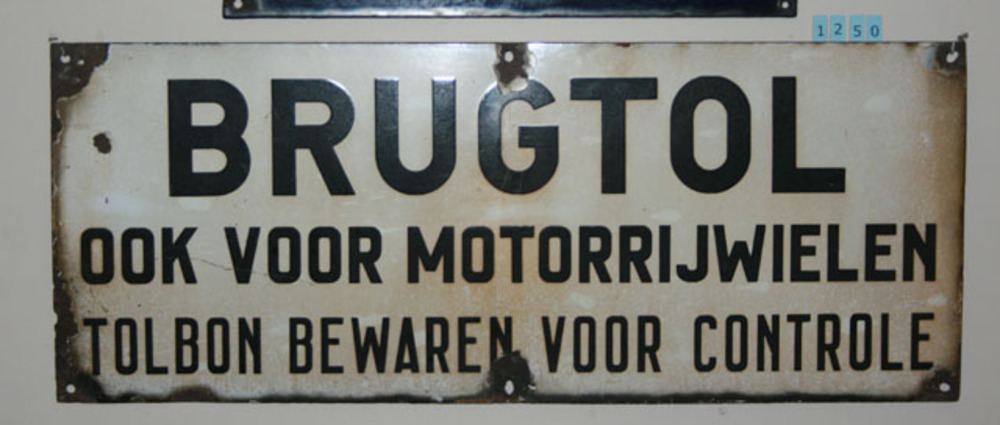 1250
BRUGTOL
OOK VOOR MOTORRIJWIELEN
TOLBON BEWAREN VOOR CONTROLE